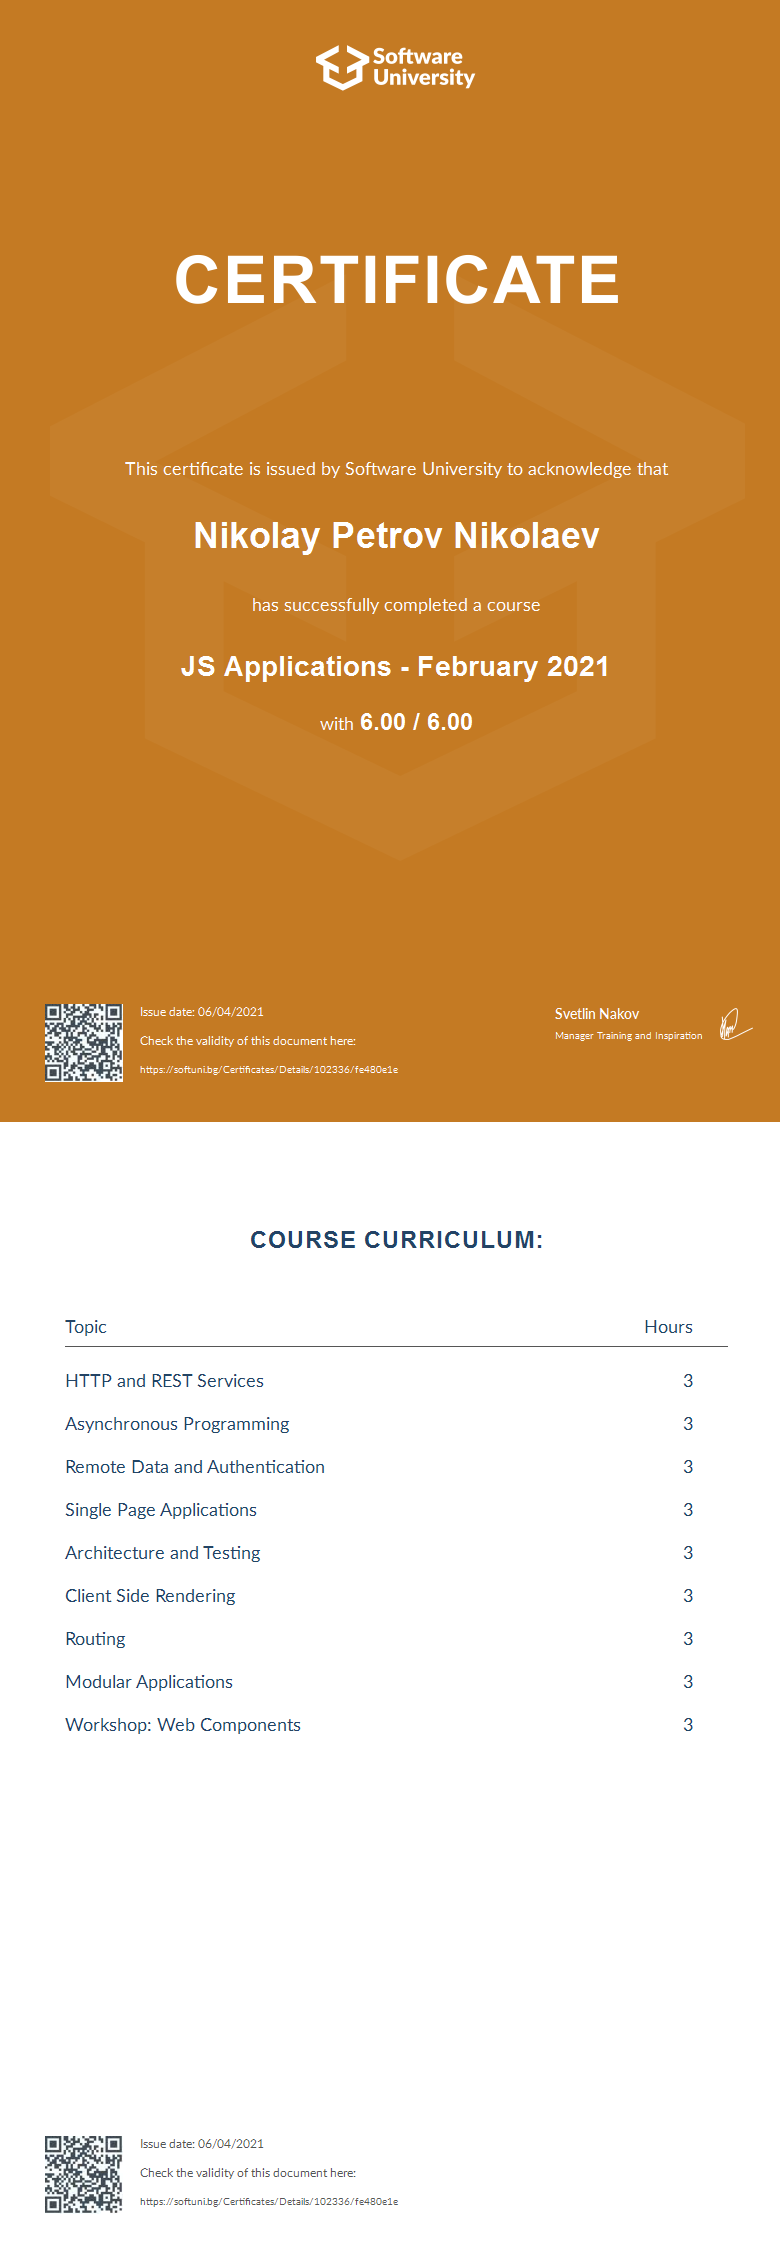 Software
University
CERTIFICATE
This certificate is issued by Software University to acknowledge that
Nikolay Petrov Nikolaev
has successfully completed a course
JS Applications - February 2021
with 6.00 / 6.00
Issue date: 06/04/2021
Check the validity of this document here:
https://softuni.bg/Certificates/Details/102336/fe480e1e
Svetlin Nakov
Manager Training and Inspiration
COURSE CURRICULUM:
Topic Hours
HTTP and REST Services 3
Asynchronous Programming 3
Remote Data and Authentication 3
Single Page Applications 3
Architecture and Testing 3
Client Side Rendering 3
Routing 3
Modular Applications 3
Workshop: Web Components 3
Issue date: 06/04/2021
Check the validity of this document here:
https://softuni.bg/Certificates/Details/102336/fe480e1e